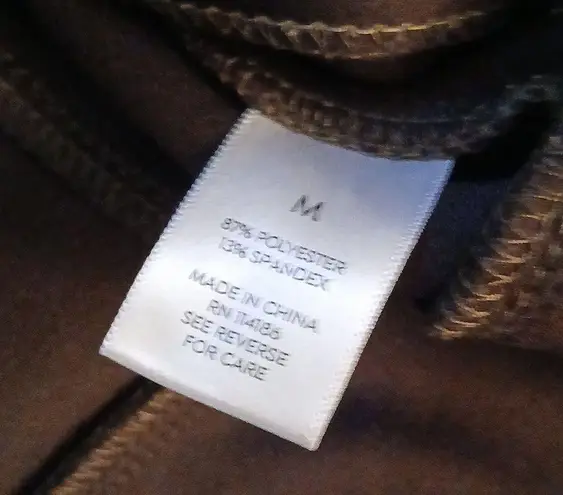 M
87% POLYESTER
13% SPANDEX
MADE IN CHINA
RN 114186
SEE REVERSE
FOR CARE